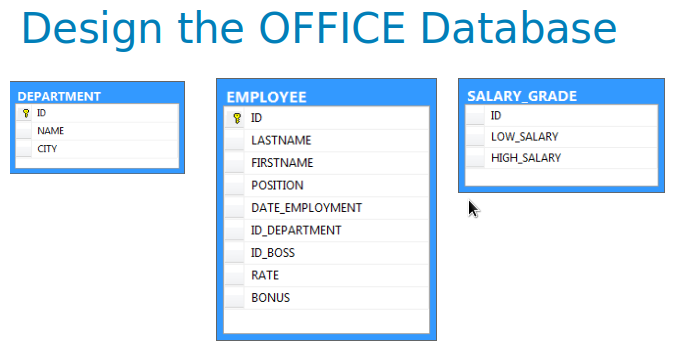 Design the OFFICE Database
DEPARTMENT
ID
NAME
CITY
EMPLOYEE
ID
LASTNAME
FIRSTNAME
POSITION
DATE_EMPLOYMENT
ID_DEPARTMENT
ID_BOSS
RATE
BONUS
SALARY_GRADE
ID
LOW_SALARY
HIGH_SALARY